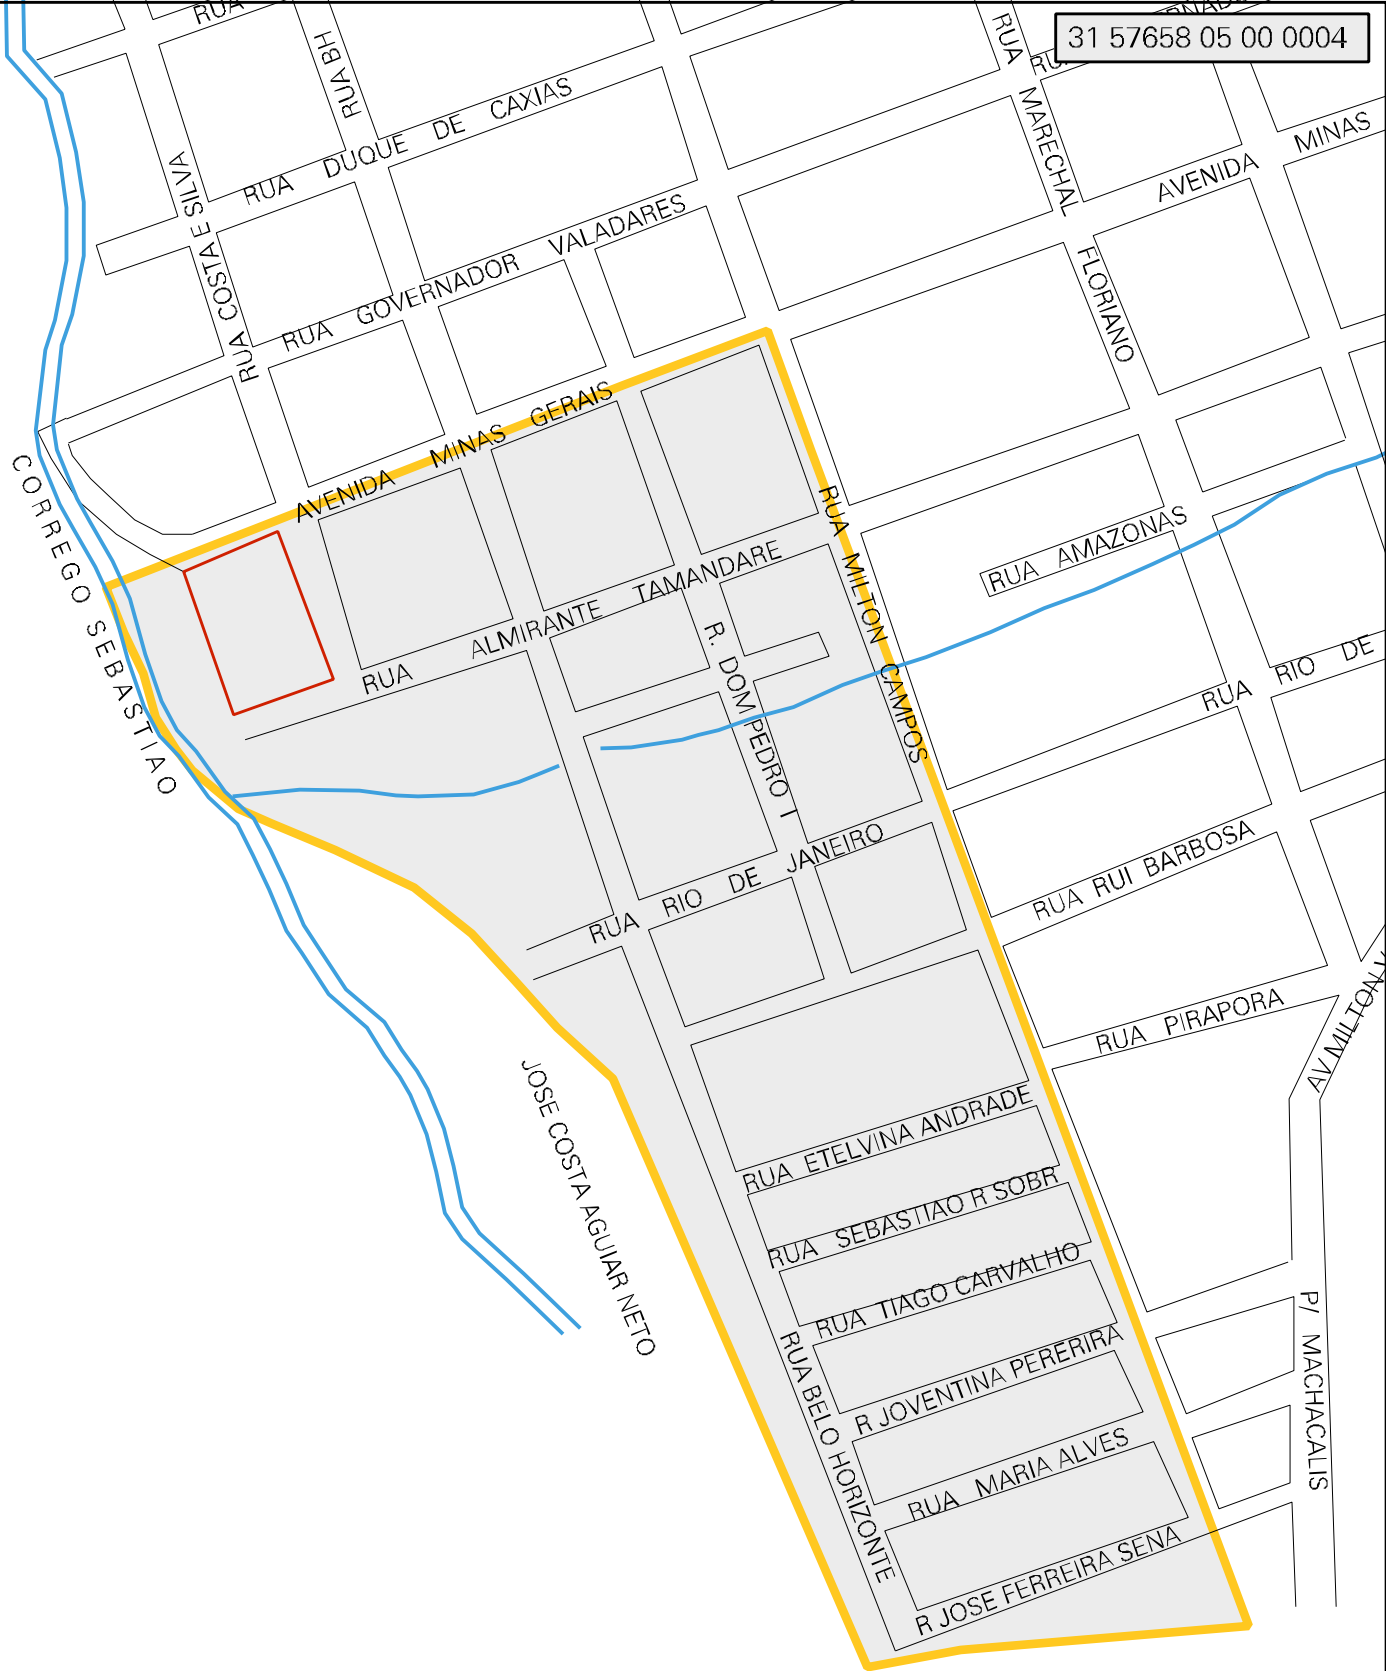 RUA
RUA BH
RUA
31 57658 05 00 0004
RUA MARECHAL FLORIANO
RUA DUQUE DE CAXIAS
AVENIDA MINAS
RUA COSTA E SILVA
RUA GOVERNADOR VALADARES
AVENIDA MINAS GERAIS
CORREGO SEBASTIAO
RUA MILTON CAMPOS
RUA AMAZONAS
RUA ALMIRANTE TAMANDARE
R. DOM PEDRO I
RUA RIO DE
RUA RIO DE JANEIRO
RUA RUI BARBOSA
RUA PIRAPORA
AV MILTON
JOSE COSTA AGUIAR NETO
RUA ETELVINA ANDRADE
RUA SEBASTIAO R SOBR
RUA TIAGO CARVALHO
P/ MACHACALIS
RUA BELO HORIZONTE
R JOVENTINA PERERIRA
RUA MARIA ALVES
R JOSE FERREIRA SENA